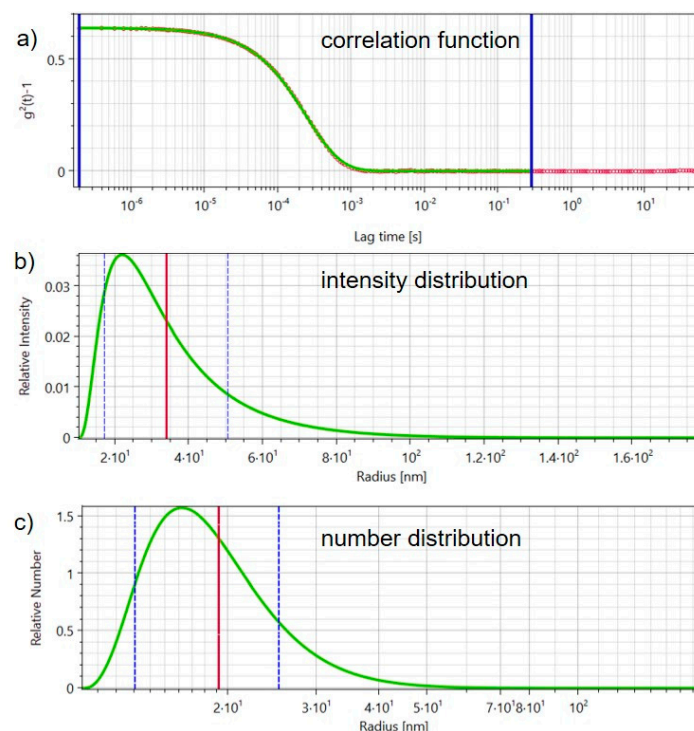 a)
correlation function
0.5
0
g²(t)-1
10⁻⁶ 10⁻⁵ 10⁻⁴ 10⁻³ 10⁻² 10⁻¹ 10⁰ 10¹
Lag time [s]
b)
intensity distribution
0.03
0.02
0.01
0
Relative Intensity
2·10¹ 4·10¹ 6·10¹ 8·10¹ 10² 1.2·10² 1.4·10² 1.6·10²
Radius [nm]
c)
number distribution
1.5
1
0.5
0
Relative Number
2·10¹ 3·10¹ 4·10¹ 5·10¹ 7·10¹8·10¹ 10²
Radius [nm]